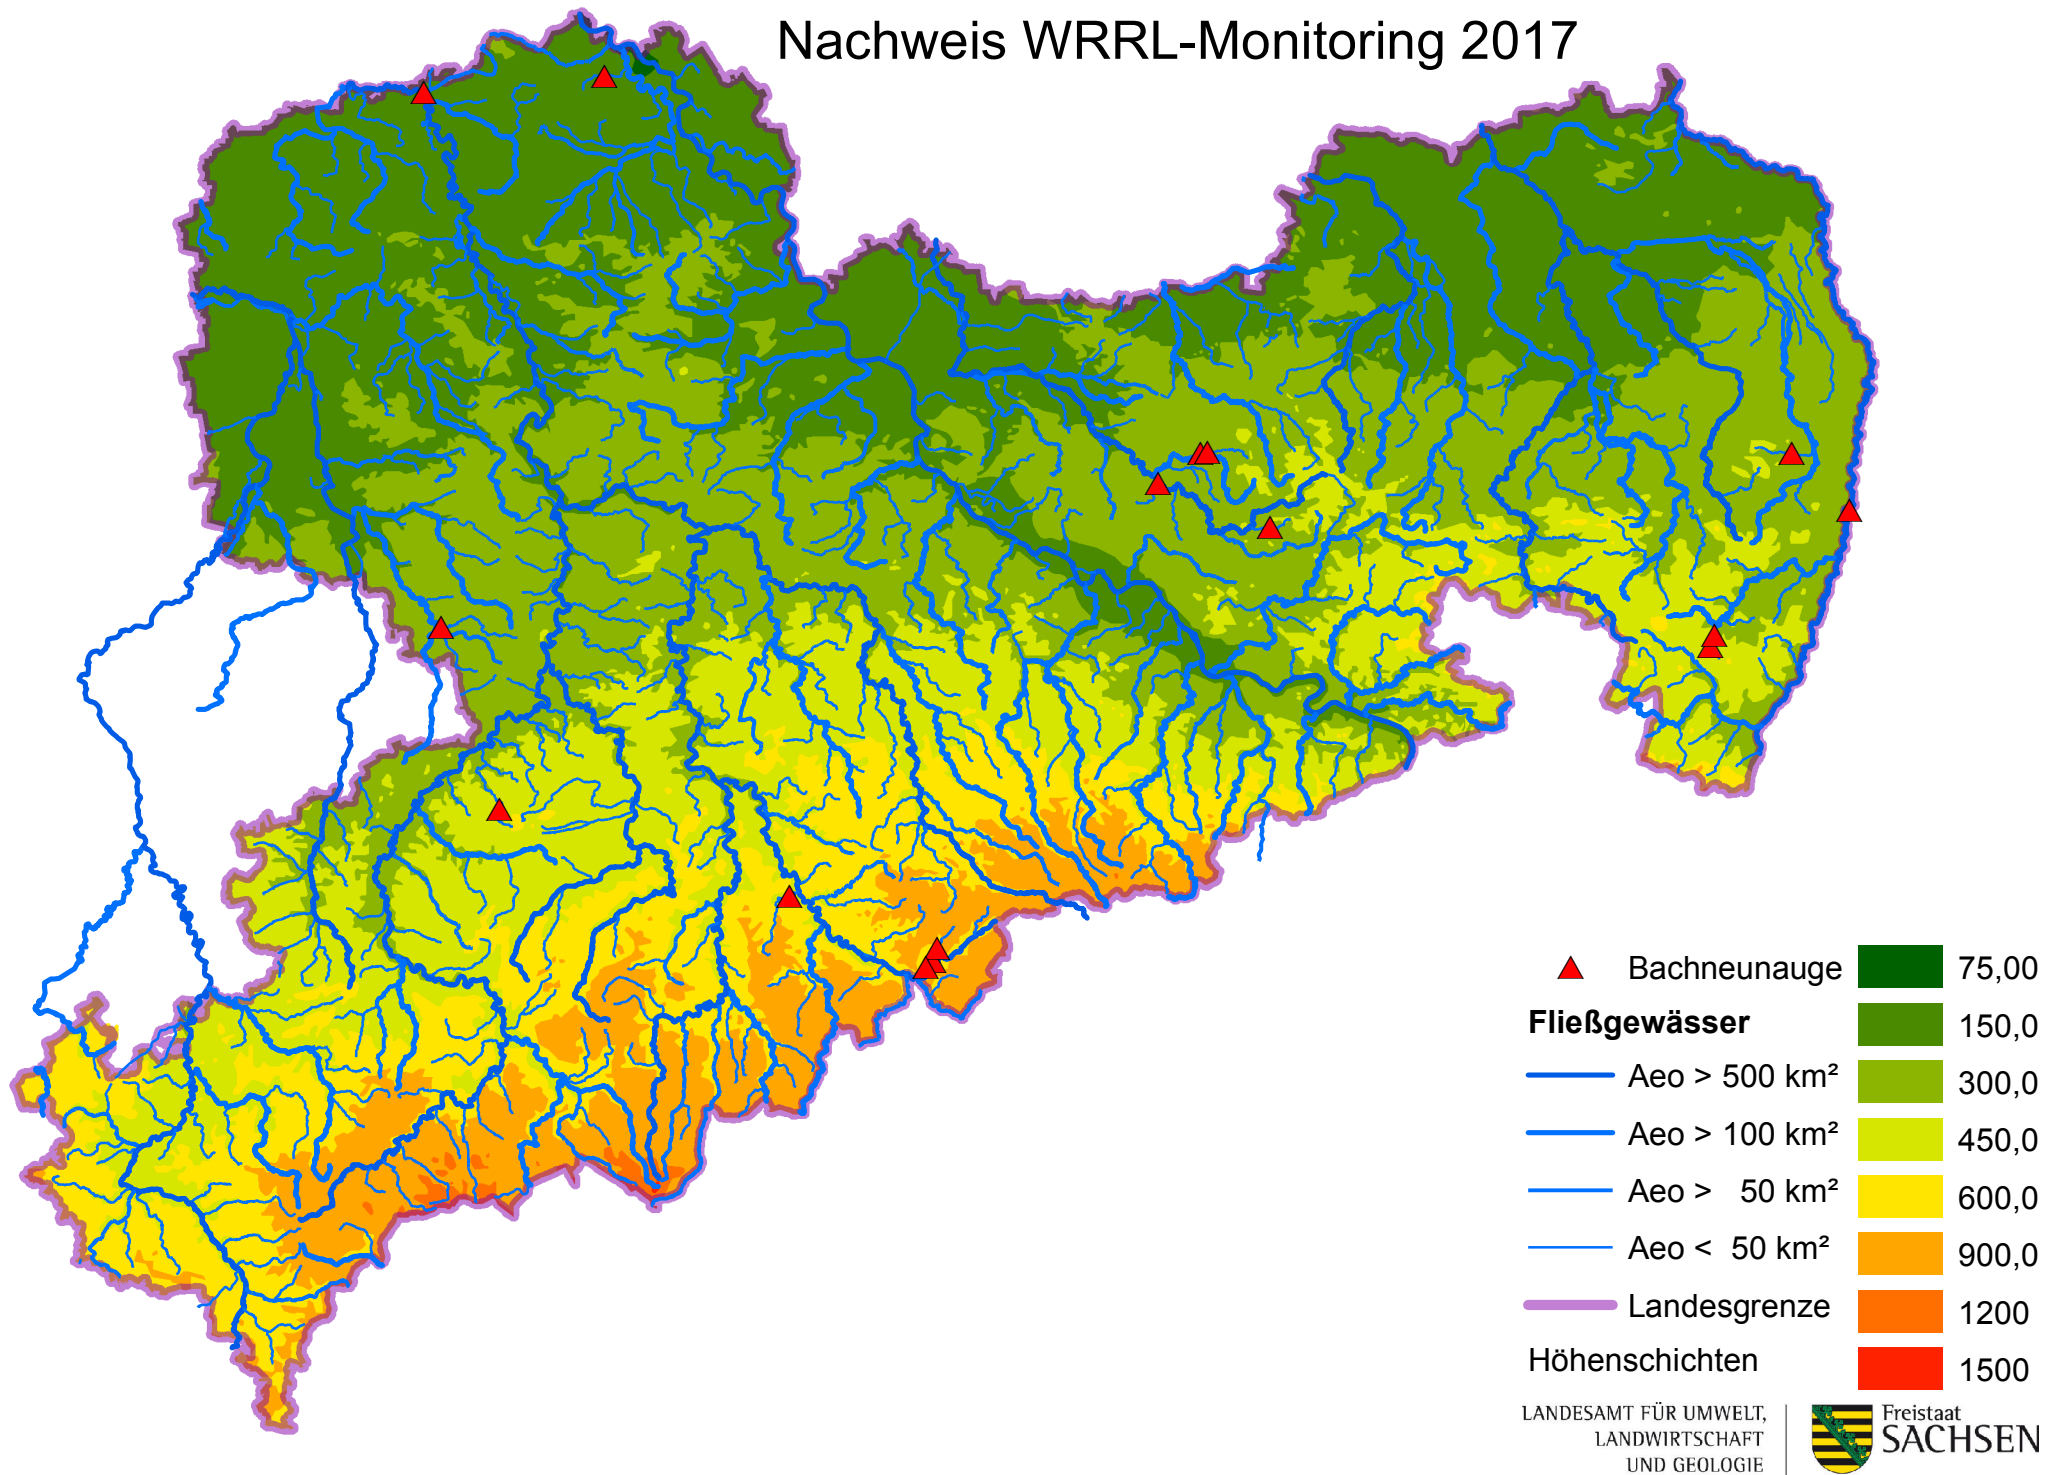 Nachweis WRRL-Monitoring 2017
Bachneunauge
Fließgewässer
Aeo > 500 km²
Aeo > 100 km²
Aeo > 50 km²
Aeo < 50 km²
Landesgrenze
Höhenschichten
75,00
150,0
300,0
450,0
600,0
900,0
1200
1500
LANDESAMT FÜR UMWELT,
LANDWIRTSCHAFT
UND GEOLOGIE
Freistaat
SACHSEN